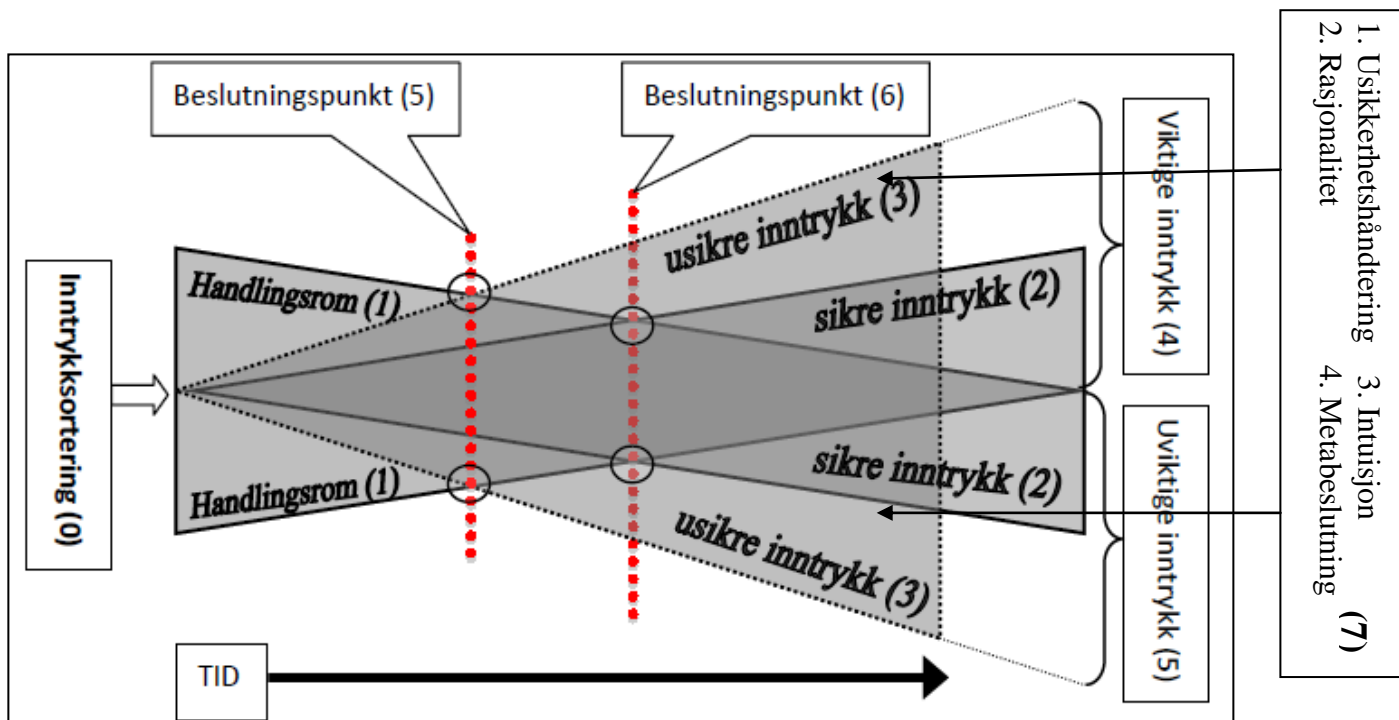 Beslutningspunkt (5)
Beslutningspunkt (6)
Inntrykksortering (0)
Handlingsrom (1)
Handlingsrom (1)
usikre inntrykk (3)
sikre inntrykk (2)
sikre inntrykk (2)
usikre inntrykk (3)
Viktige inntrykk (4)
Uviktige inntrykk (5)
1. Usikkerhetshåndtering 3. Intuisjon
2. Rasjonalitet 4. Metabeslutning (7)
TID